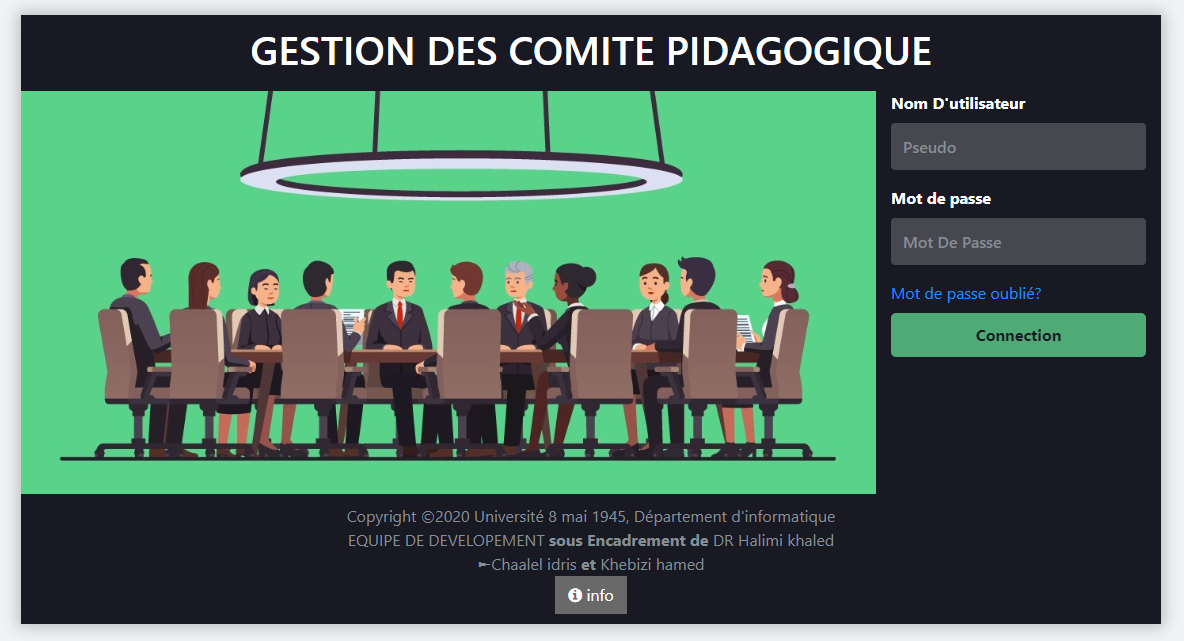 GESTION DES COMITE PIDAGOGIQUE
Nom D'utilisateur
Pseudo
Mot de passe
Mot De Passe
Mot de passe oublié?
Connection
Copyright ©2020 Université 8 mai 1945, Département d'informatique
EQUIPE DE DEVELOPEMENT sous Encadrement de DR Halimi khaled
Chaalel idris et Khebizi hamed
info